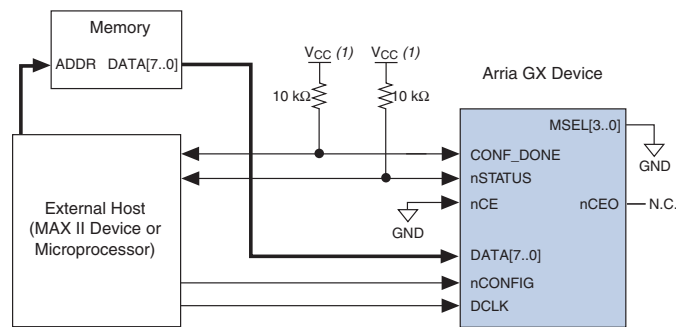 Memory
ADDR DATA[7..0]
VCC (1) VCC (1)
10 kΩ 10 kΩ
Arria GX Device
MSEL[3..0]
GND
CONF_DONE
nSTATUS
nCE nCEO N.C.
GND
External Host
(MAX II Device or
Microprocessor)
DATA[7..0]
nCONFIG
DCLK